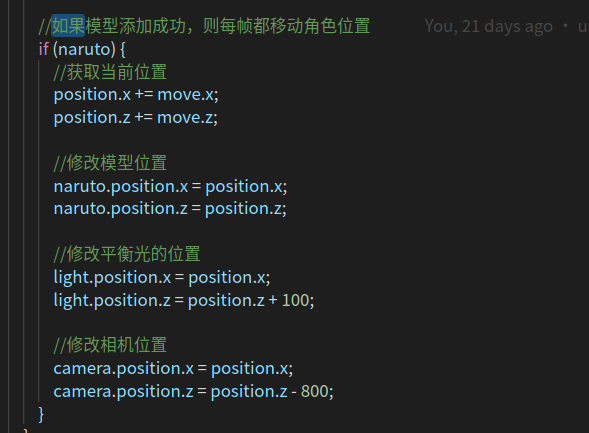 //如果模型添加成功，则每帧都移动角色位置 You, 21 days ago • u
if (naruto) {
//获取当前位置
position.x += move.x;
position.z += move.z;
//修改模型位置
naruto.position.x = position.x;
naruto.position.z = position.z;
//修改平衡光的位置
light.position.x = position.x;
light.position.z = position.z + 100;
//修改相机位置
camera.position.x = position.x;
camera.position.z = position.z - 800;
}